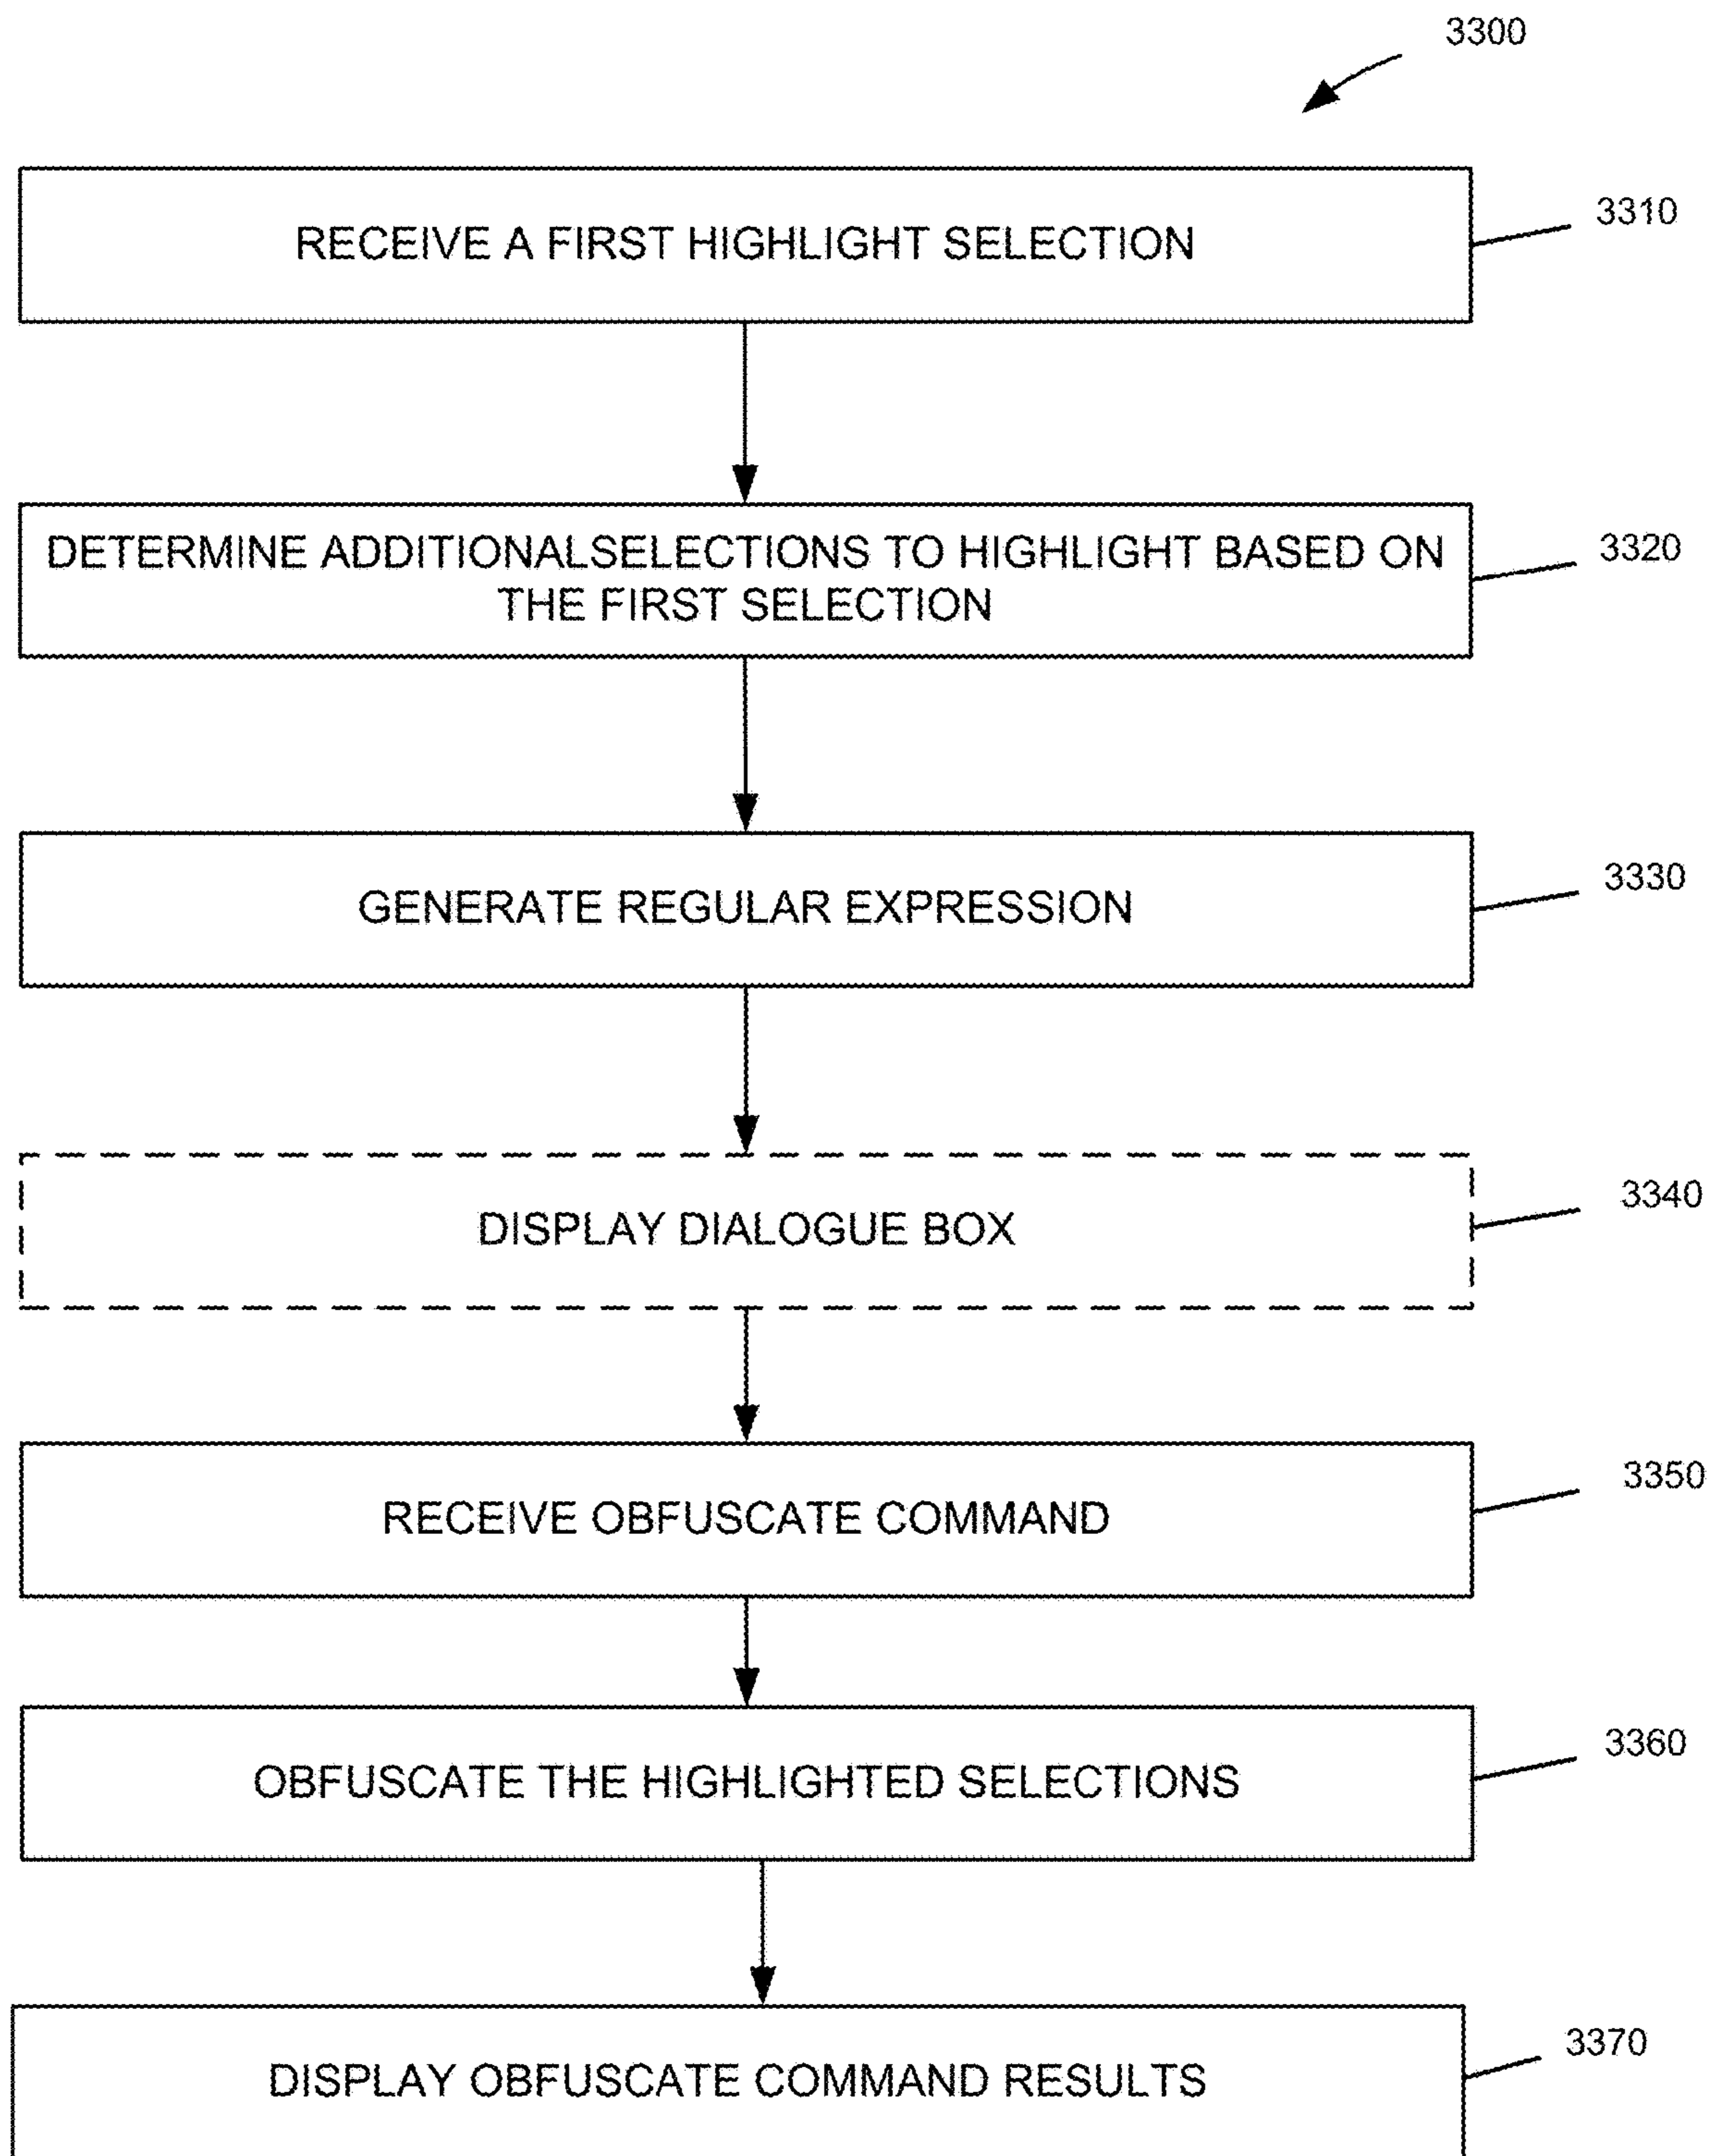 3300
RECEIVE A FIRST HIGHLIGHT SELECTION
3310
DETERMINE ADDITIONALSELECTIONS TO HIGHLIGHT BASED ON
THE FIRST SELECTION
3320
GENERATE REGULAR EXPRESSION
3330
DISPLAY DIALOGUE BOX
3340
RECEIVE OBFUSCATE COMMAND
3350
OBFUSCATE THE HIGHLIGHTED SELECTIONS
3360
DISPLAY OBFUSCATE COMMAND RESULTS
3370